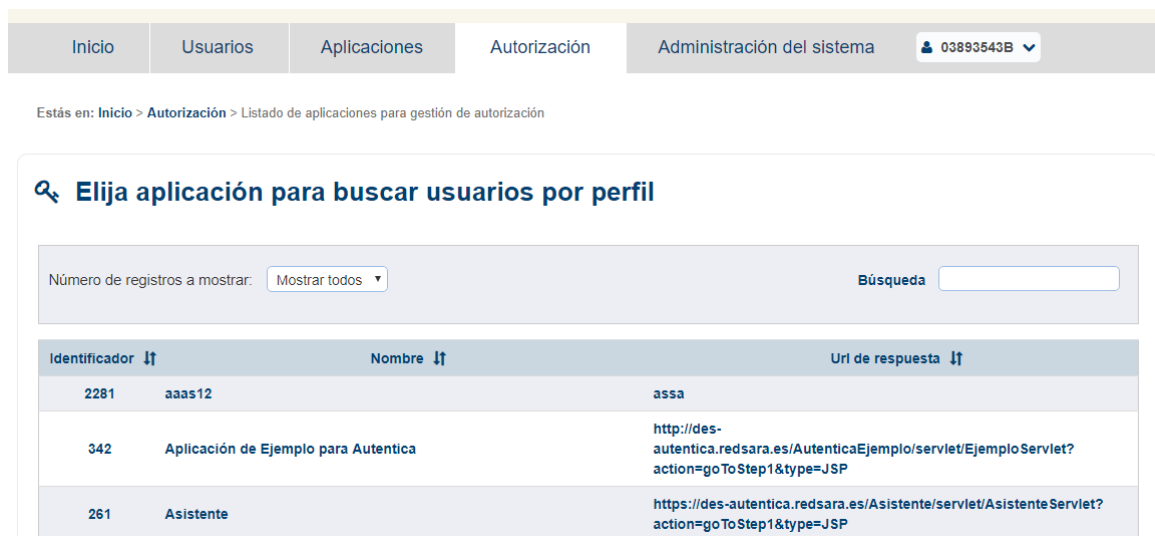 Inicio Usuarios Aplicaciones Autorización Administración del sistema 03893543B
Estás en: Inicio > Autorización > Listado de aplicaciones para gestión de autorización
Elija aplicación para buscar usuarios por perfil
Número de registros a mostrar: Mostrar todos Búsqueda
Identificador Nombre Url de respuesta
2281 aaas12 assa
342 Aplicación de Ejemplo para Autentica http://des-
autentica.redsara.es/AutenticaEjemplo/servlet/EjemploServlet?
action=goToStep1&type=JSP
261 Asistente https://des-autentica.redsara.es/Asistente/servlet/AsistenteServlet?
action=goToStep1&type=JSP